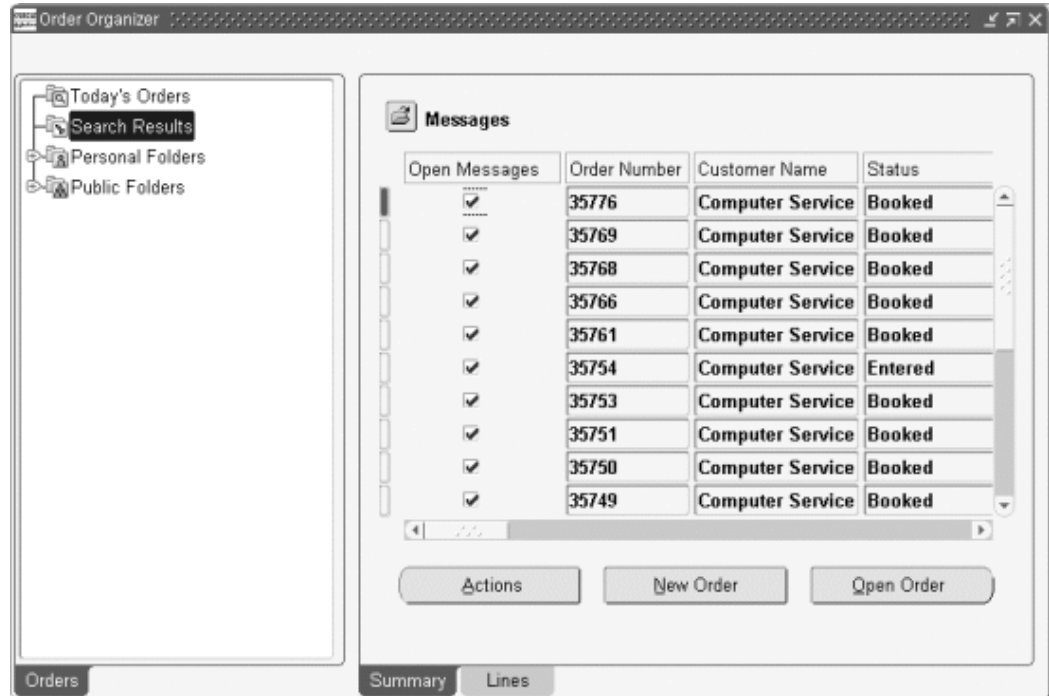 Order Organizer
Today's Orders
Search Results
Personal Folders
Public Folders
Orders
Messages
Open Messages Order Number Customer Name Status
35776 Computer Service Booked
35769 Computer Service Booked
35768 Computer Service Booked
35766 Computer Service Booked
35761 Computer Service Booked
35754 Computer Service Entered
35753 Computer Service Booked
35751 Computer Service Booked
35750 Computer Service Booked
35749 Computer Service Booked
Actions New Order Open Order
Summary Lines